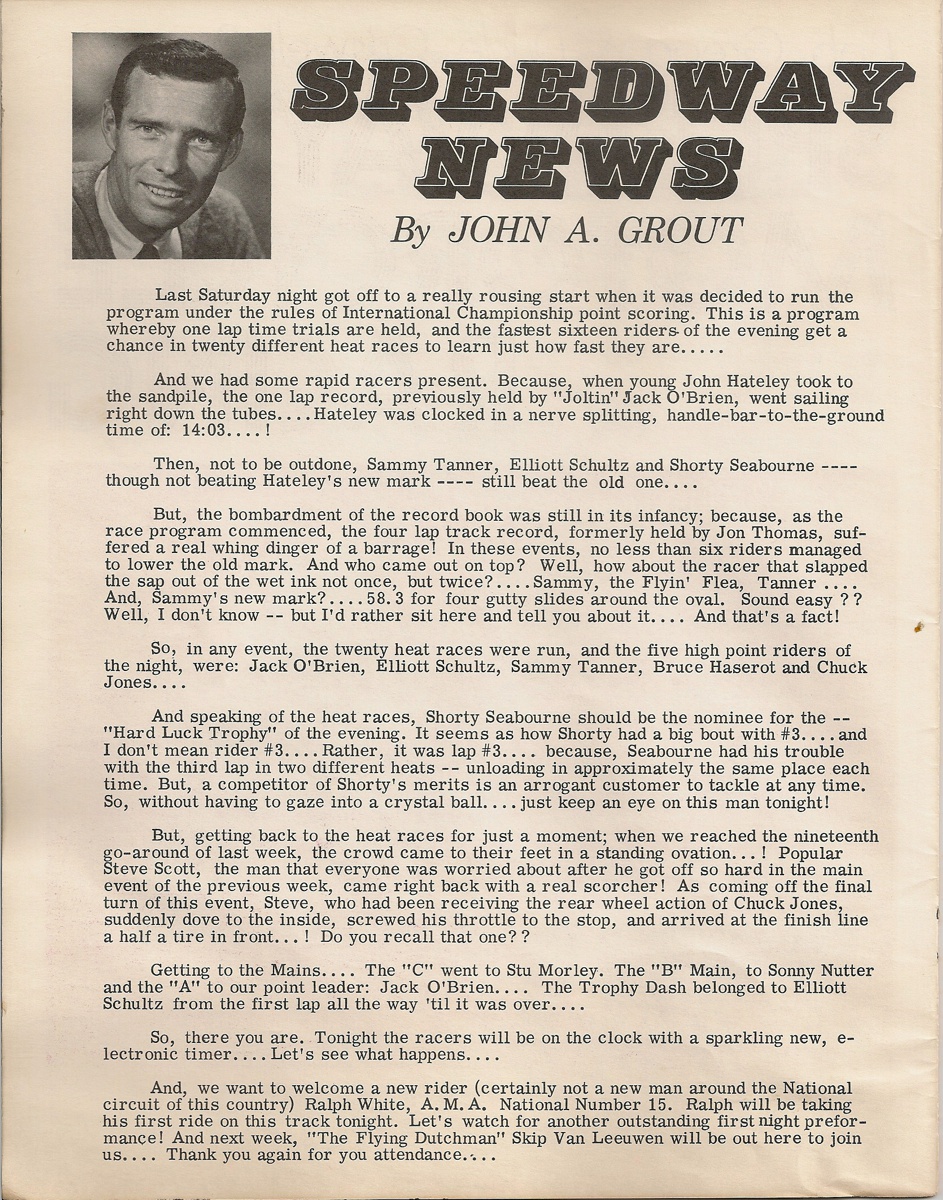 SPEEDWAY
NEWS
By JOHN A. GROUT
Last Saturday night got off to a really rousing start when it was decided to run the
program under the rules of International Championship point scoring. This is a program
whereby one lap time trials are held, and the fastest sixteen riders of the evening get a
chance in twenty different heat races to learn just how fast they are.....
And we had some rapid racers present. Because, when young John Hateley took to
the sandpile, the one lap record, previously held by "Joltin" Jack O'Brien, went sailing
right down the tubes....Hateley was clocked in a nerve splitting, handle-bar-to-the-ground
time of: 14:03....!
Then, not to be outdone, Sammy Tanner, Elliott Schultz and Shorty Seabourne ----
though not beating Hateley's new mark ---- still beat the old one....
But, the bombardment of the record book was still in its infancy; because, as the
race program commenced, the four lap track record, formerly held by Jon Thomas, suf-
fered a real whing dinger of a barrage! In these events, no less than six riders managed
to lower the old mark. And who came out on top? Well, how about the racer that slapped
the sap out of the wet ink not once, but twice?....Sammy, the Flyin' Flea, Tanner ....
And, Sammy's new mark?....58.3 for four gutty slides around the oval. Sound easy ??
Well, I don't know -- but I'd rather sit here and tell you about it.... And that's a fact!
So, in any event, the twenty heat races were run, and the five high point riders of
the night, were: Jack O'Brien, Elliott Schultz, Sammy Tanner, Bruce Haserot and Chuck
Jones....
And speaking of the heat races, Shorty Seabourne should be the nominee for the --
"Hard Luck Trophy" of the evening. It seems as how Shorty had a big bout with #3....and
I don't mean rider #3....Rather, it was lap #3.... because, Seabourne had his trouble
with the third lap in two different heats -- unloading in approximately the same place each
time. But, a competitor of Shorty's merits is an arrogant customer to tackle at any time.
So, without having to gaze into a crystal ball....just keep an eye on this man tonight!
But, getting back to the heat races for just a moment; when we reached the nineteenth
go-around of last week, the crowd came to their feet in a standing ovation...! Popular
Steve Scott, the man that everyone was worried about after he got off so hard in the main
event of the previous week, came right back with a real scorcher! As coming off the final
turn of this event, Steve, who had been receiving the rear wheel action of Chuck Jones,
suddenly dove to the inside, screwed his throttle to the stop, and arrived at the finish line
a half a tire in front...! Do you recall that one??
Getting to the Mains.... The "C" went to Stu Morley. The "B" Main, to Sonny Nutter
and the "A" to our point leader: Jack O'Brien.... The Trophy Dash belonged to Elliott
Schultz from the first lap all the way 'til it was over....
So, there you are. Tonight the racers will be on the clock with a sparkling new, e-
lectronic timer....Let's see what happens....
And, we want to welcome a new rider (certainly not a new man around the National
circuit of this country) Ralph White, A.M.A. National Number 15. Ralph will be taking
his first ride on this track tonight. Let's watch for another outstanding first night prefor-
mance! And next week, "The Flying Dutchman" Skip Van Leeuwen will be out here to join
us.... Thank you again for you attendance....